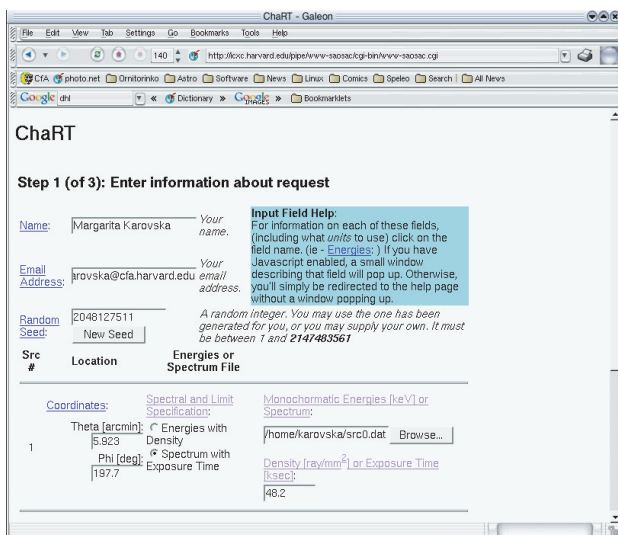 ChaRT - Galeon
File Edit View Tab Settings Go Bookmarks Tools Help
140 http://icxc.harvard.edu/pipe/www-saosac/cgi-bin/www-saosac.cgi
CfA photo.net Ornitorinko Astro Software News Linux Comics Speleo Search All News
Google dhl « Dictionary » Google IMAGES » Bookmarklets
ChaRT
Step 1 (of 3): Enter information about request
Name: Margarita Karovska Your name.
Email Address: arovska@cfa.harvard.edu Your email address.
Input Field Help:
For information on each of these fields,
(including what units to use) click on the
field name. (ie - Energies: ) If you have
Javascript enabled, a small window
describing that field will pop up. Otherwise,
you'll simply be redirected to the help page
without a window popping up.
Random Seed: 2048127511
New Seed
A random integer. You may use the one has been
generated for you, or you may supply your own. It must
be between 1 and 2147483561
Src # Location Energies or Spectrum File
Coordinates: Spectral and Limit Specification: Monochormatic Energies [keV] or Spectrum:
1
Theta [arcmin]:
5.923
Phi [deg]:
197.7
Energies with Density
Spectrum with Exposure Time
/home/karovska/src0.dat Browse...
Density [ray/mm2] or Exposure Time [ksec]:
48.2